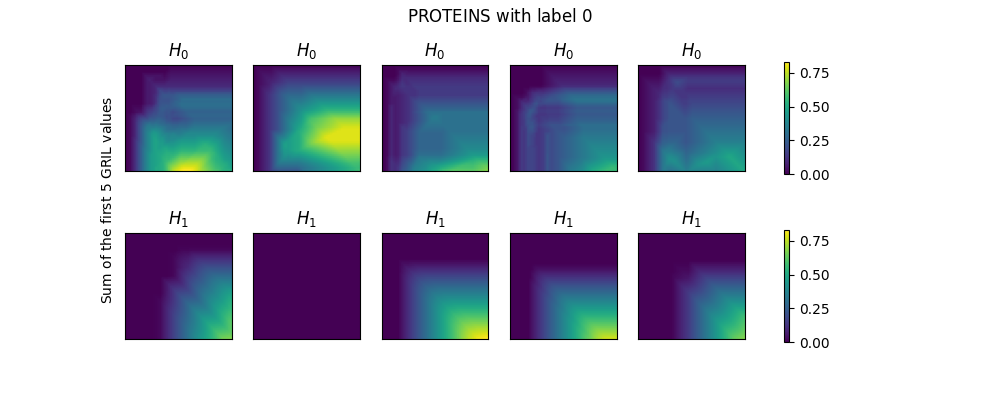 PROTEINS with label 0
H₀ H₀ H₀ H₀ H₀
0.75
0.50
0.25
0.00
Sum of the first 5 GRIL values
H₁ H₁ H₁ H₁ H₁
0.75
0.50
0.25
0.00